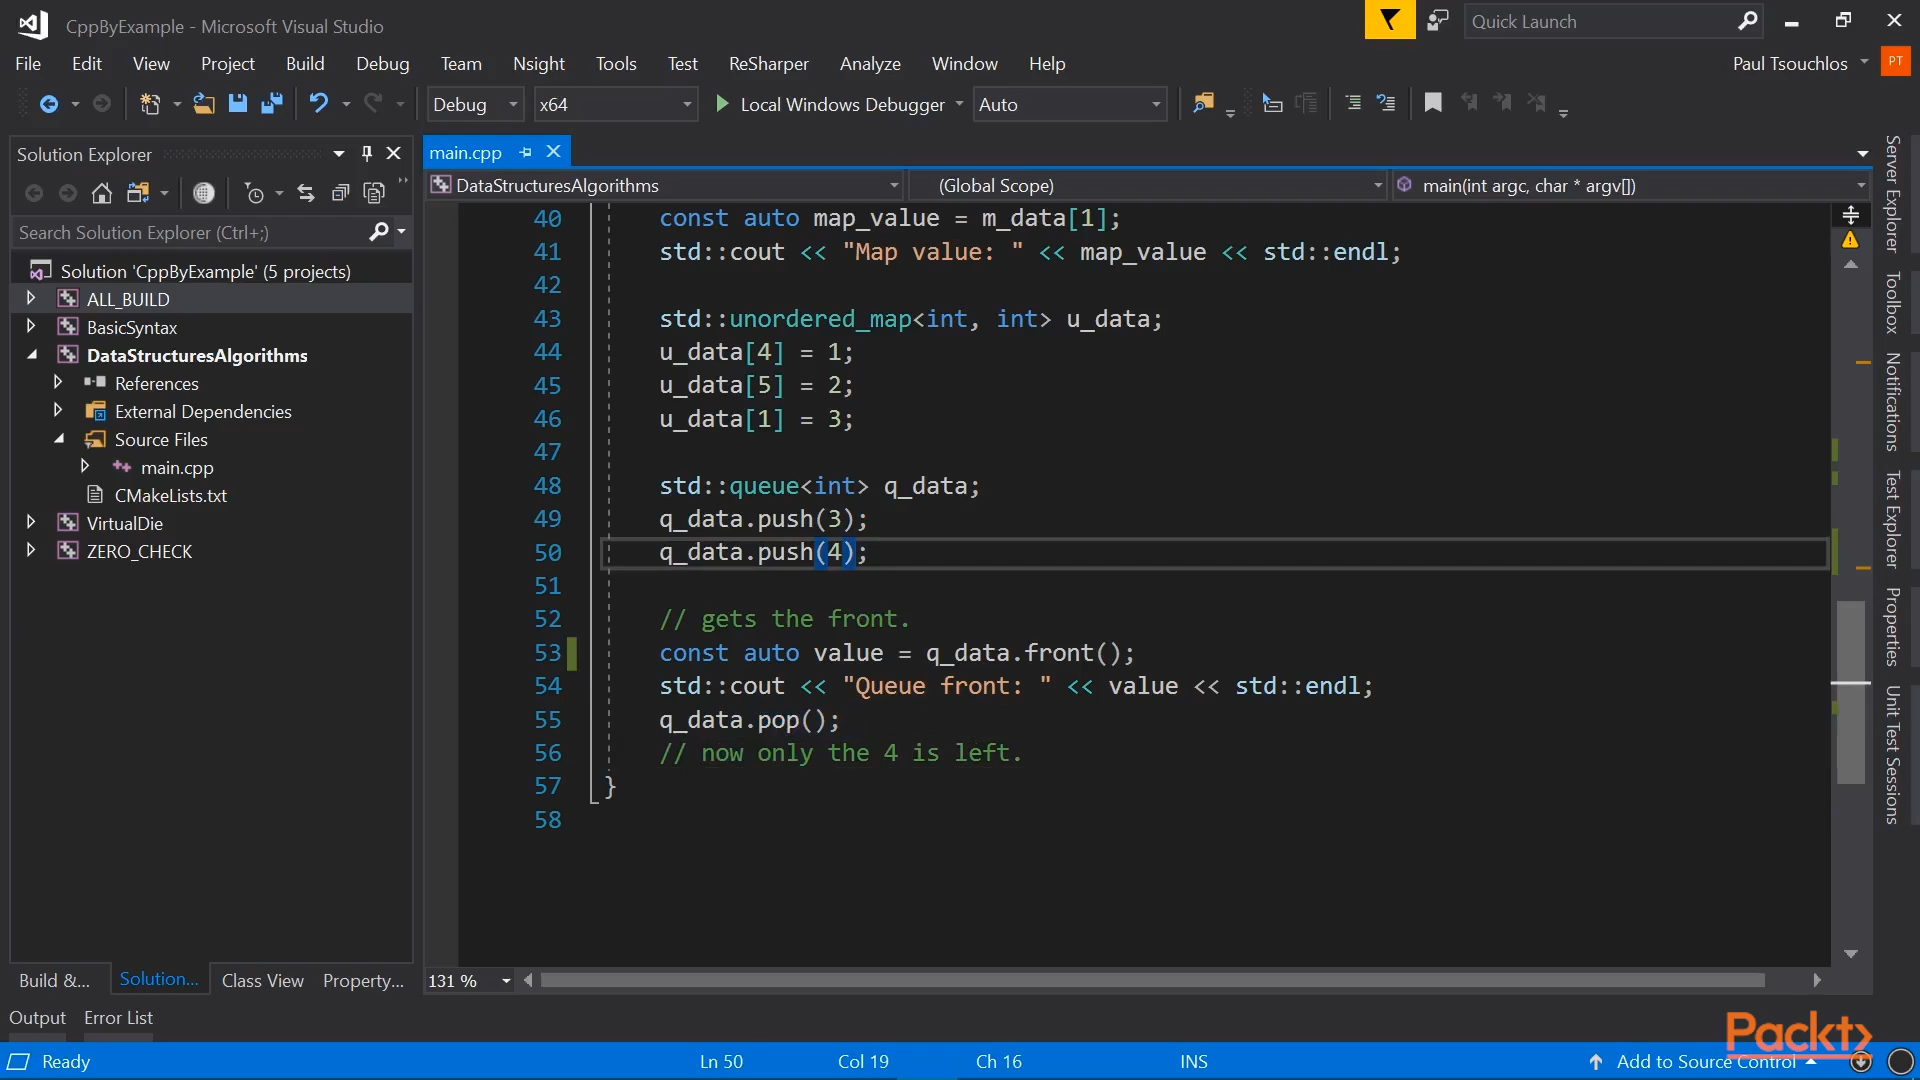 CppByExample - Microsoft Visual Studio
Quick Launch
File Edit View Project Build Debug Team Nsight Tools Test ReSharper Analyze Window Help
Paul Tsouchlos
PT
Debug x64 Local Windows Debugger Auto
Solution Explorer
main.cpp
DataStructuresAlgorithms (Global Scope) main(int argc, char * argv[])
Search Solution Explorer (Ctrl+;)
Solution 'CppByExample' (5 projects)
ALL_BUILD
BasicSyntax
DataStructuresAlgorithms
References
External Dependencies
Source Files
main.cpp
CMakeLists.txt
VirtualDie
ZERO_CHECK
40 const auto map_value = m_data[1];
41 std::cout << "Map value: " << map_value << std::endl;
42
43 std::unordered_map<int, int> u_data;
44 u_data[4] = 1;
45 u_data[5] = 2;
46 u_data[1] = 3;
47
48 std::queue<int> q_data;
49 q_data.push(3);
50 q_data.push(4);
51
52 // gets the front.
53 const auto value = q_data.front();
54 std::cout << "Queue front: " << value << std::endl;
55 q_data.pop();
56 // now only the 4 is left.
57 }
58
Server Explorer
Toolbox
Notifications
Test Explorer
Properties
Unit Test Sessions
Build &... Solution... Class View Property...
131 %
Output Error List
Packt>
Ready Ln 50 Col 19 Ch 16 INS Add to Source Control